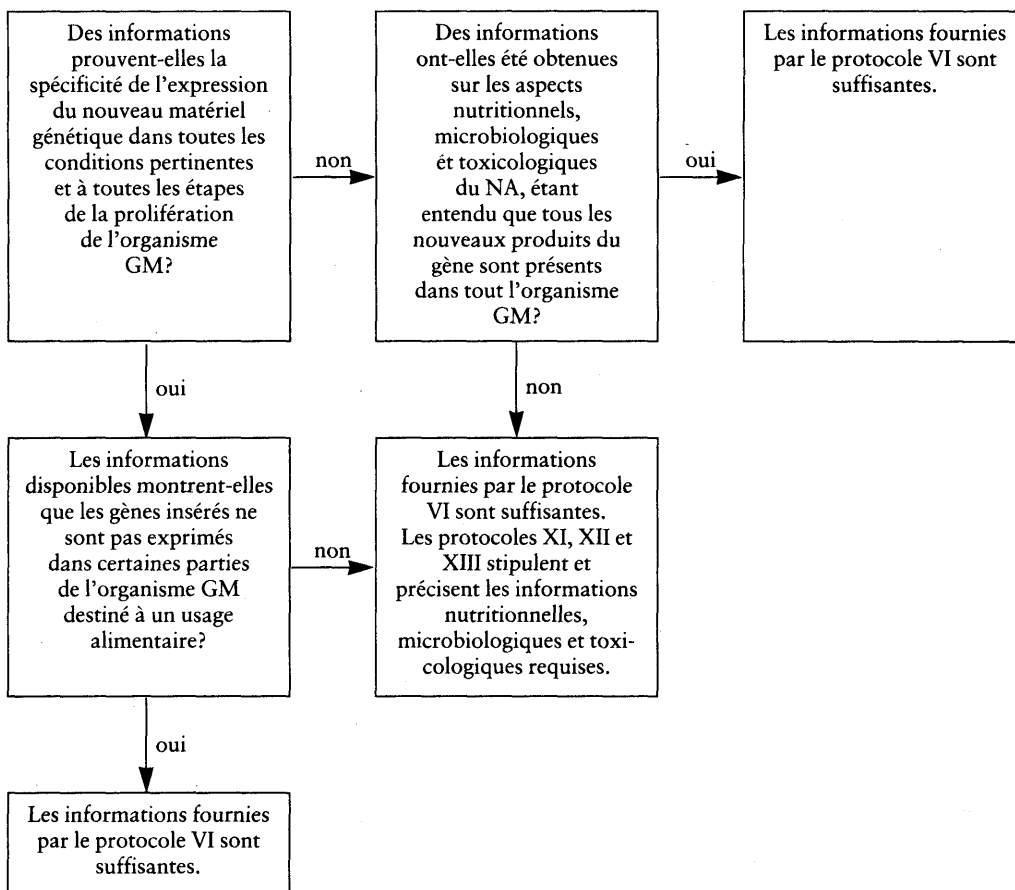 Des informations
prouvent-elles la
spécificité de l'expression
du nouveau matériel
génétique dans toutes les
conditions pertinentes
et à toutes les étapes
de la prolifération
de l'organisme
GM?
non
Des informations
ont-elles été obtenues
sur les aspects
nutritionnels,
microbiologiques
ét toxicologiques
du NA, étant
entendu que tous les
nouveaux produits du
gène sont présents
dans tout l'organisme
GM?
oui
Les informations fournies
par le protocole VI sont
suffisantes.
oui
non
Les informations
disponibles montrent-elles
que les gènes insérés ne
sont pas exprimés
dans certaines parties
de l'organisme GM
destiné à un usage
alimentaire?
non
Les informations
fournies par le protocole
VI sont suffisantes.
Les protocoles XI, XII et
XIII stipulent et
précisent les informations
nutritionnelles,
microbiologiques et toxi-
cologiques requises.
oui
Les informations fournies
par le protocole VI sont
suffisantes.